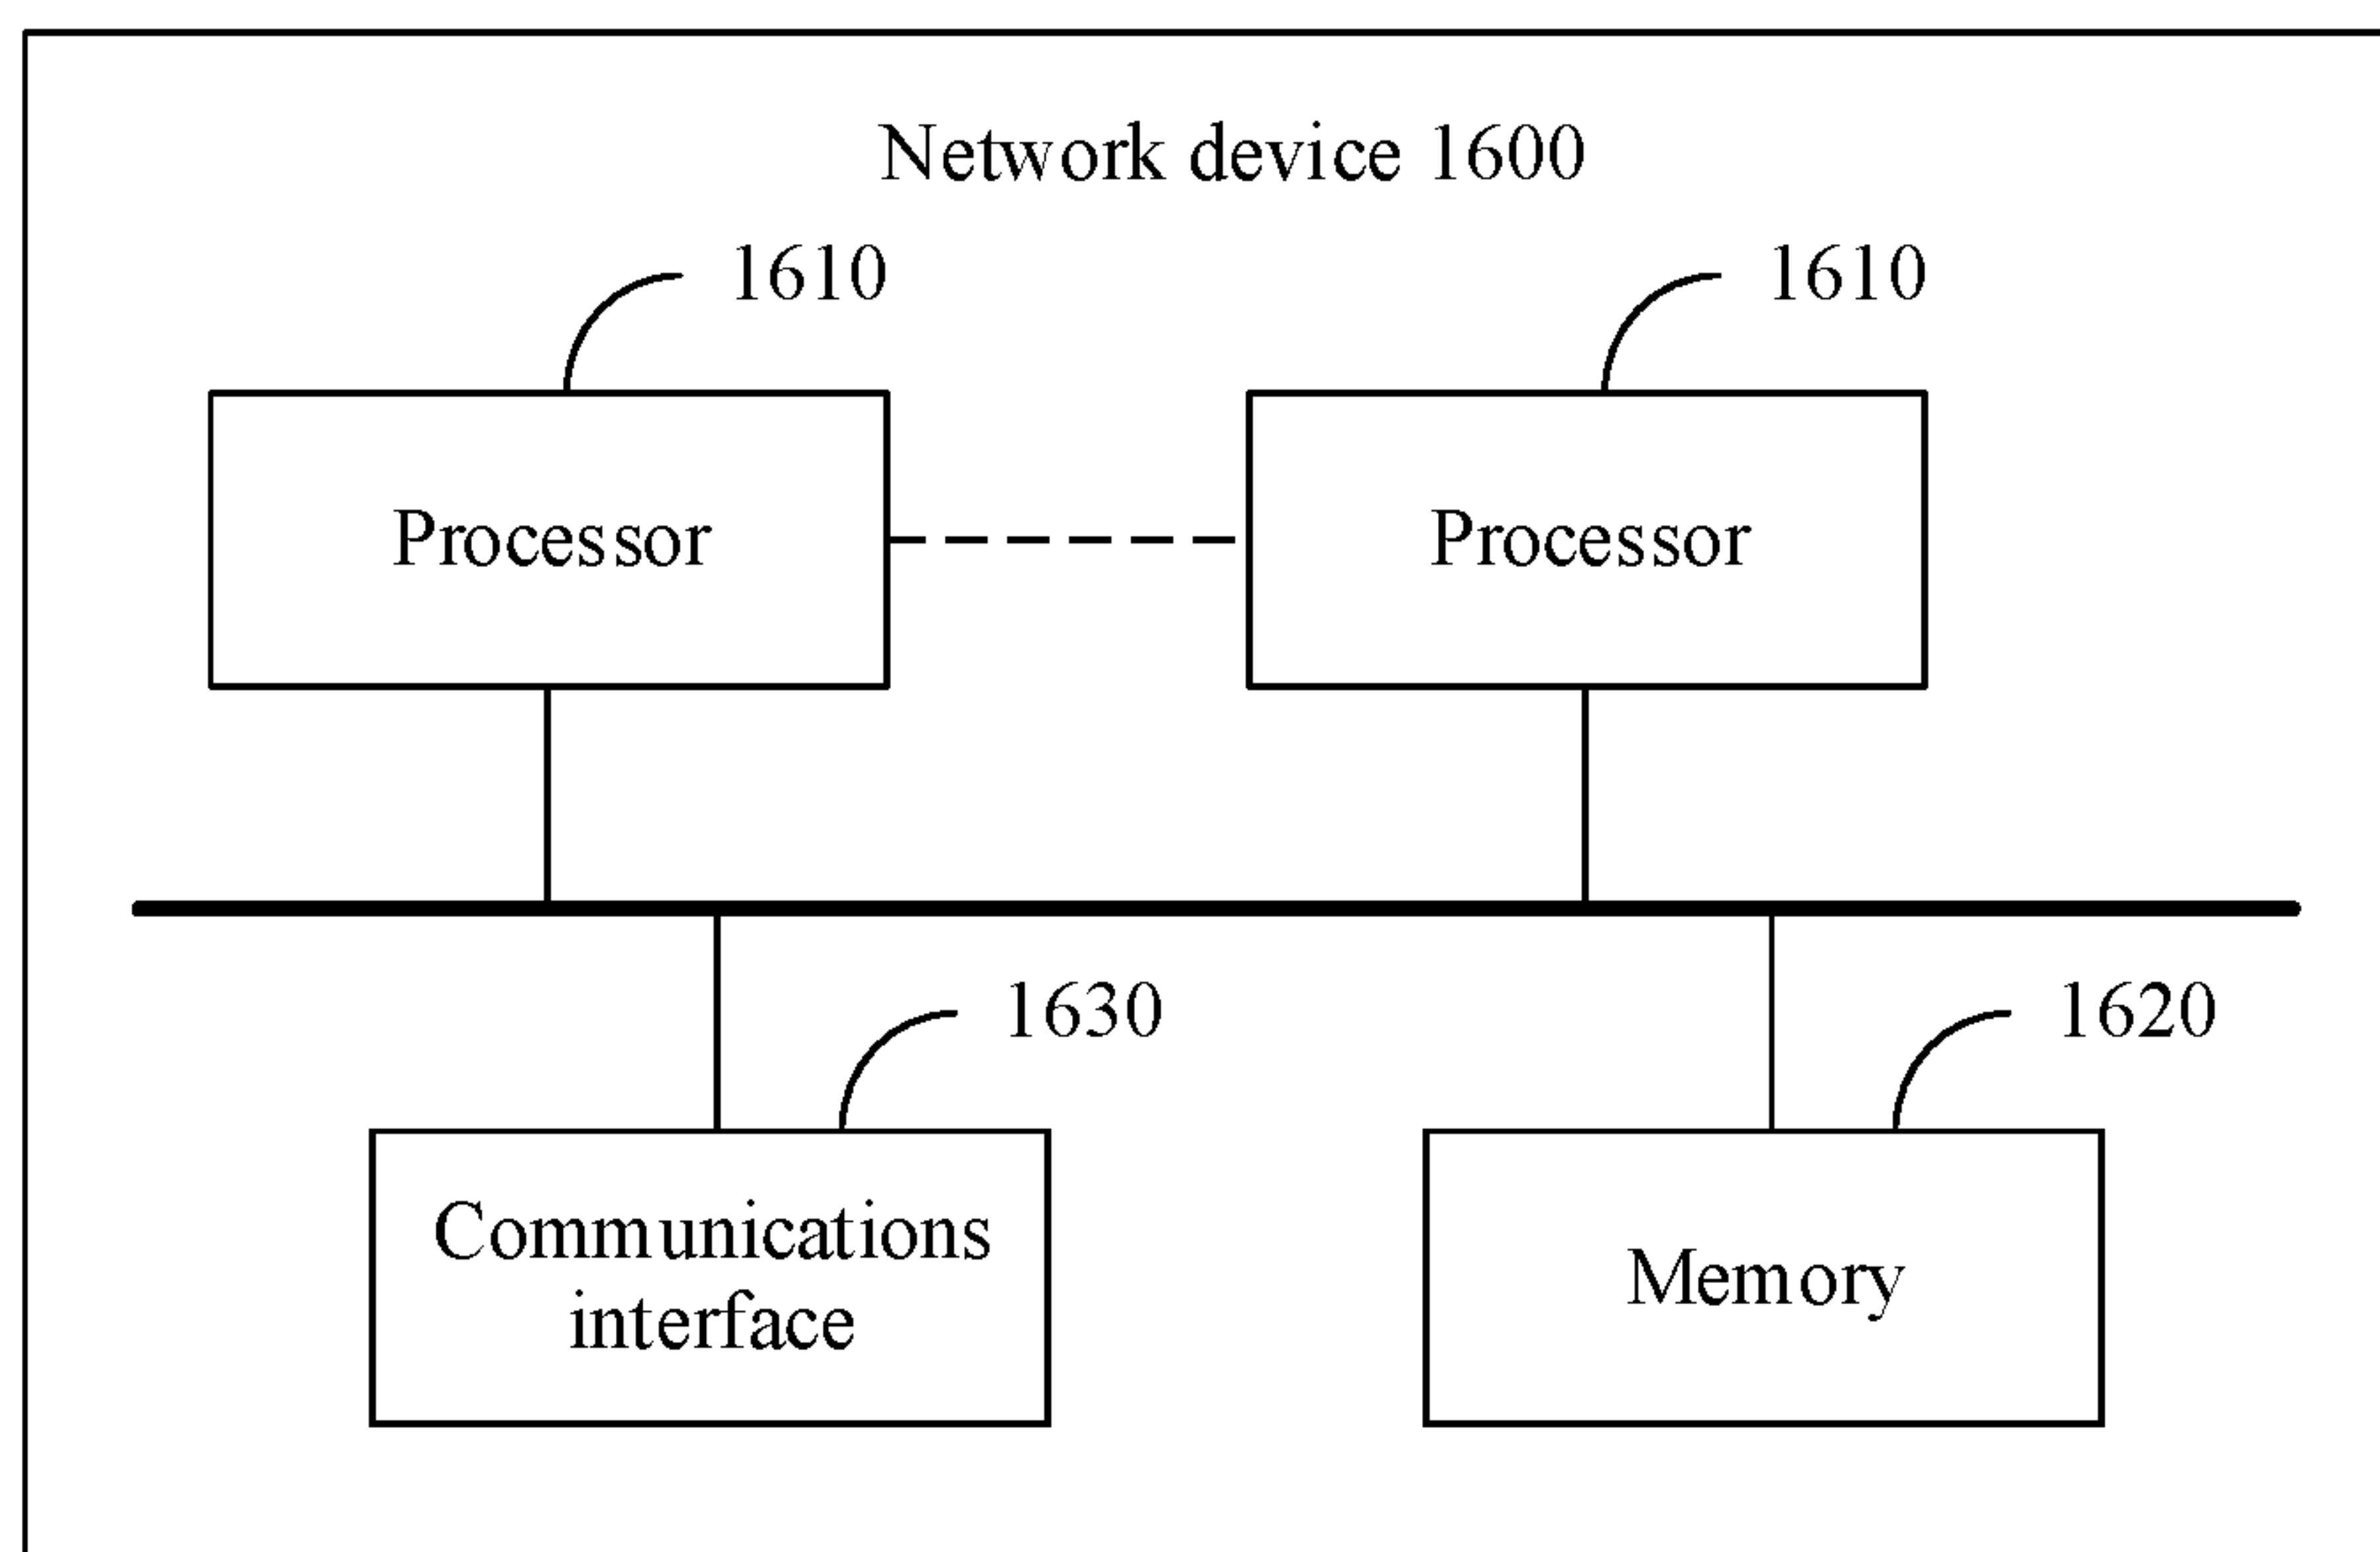 Network device 1600
1610
1610
Processor
Processor
1630
1620
Communications
interface
Memory